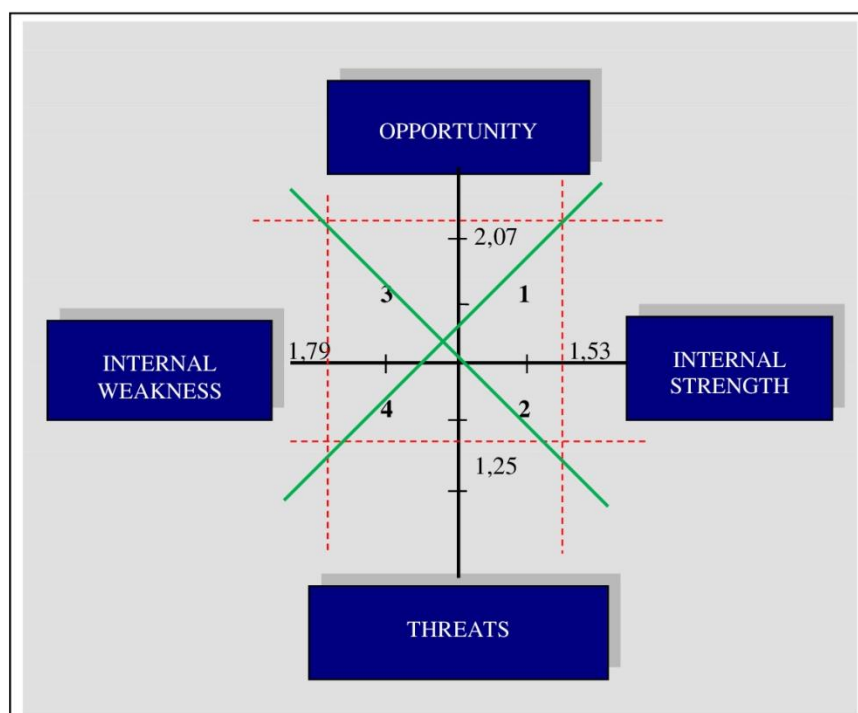 OPPORTUNITY
2,07
3
1
INTERNAL
WEAKNESS
1,79
1,53
INTERNAL
STRENGTH
4
2
1,25
THREATS